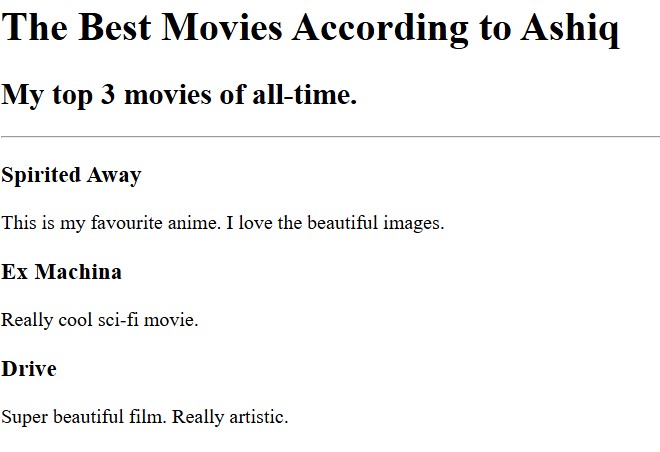 The Best Movies According to Ashiq
My top 3 movies of all-time.
Spirited Away
This is my favourite anime. I love the beautiful images.
Ex Machina
Really cool sci-fi movie.
Drive
Super beautiful film. Really artistic.